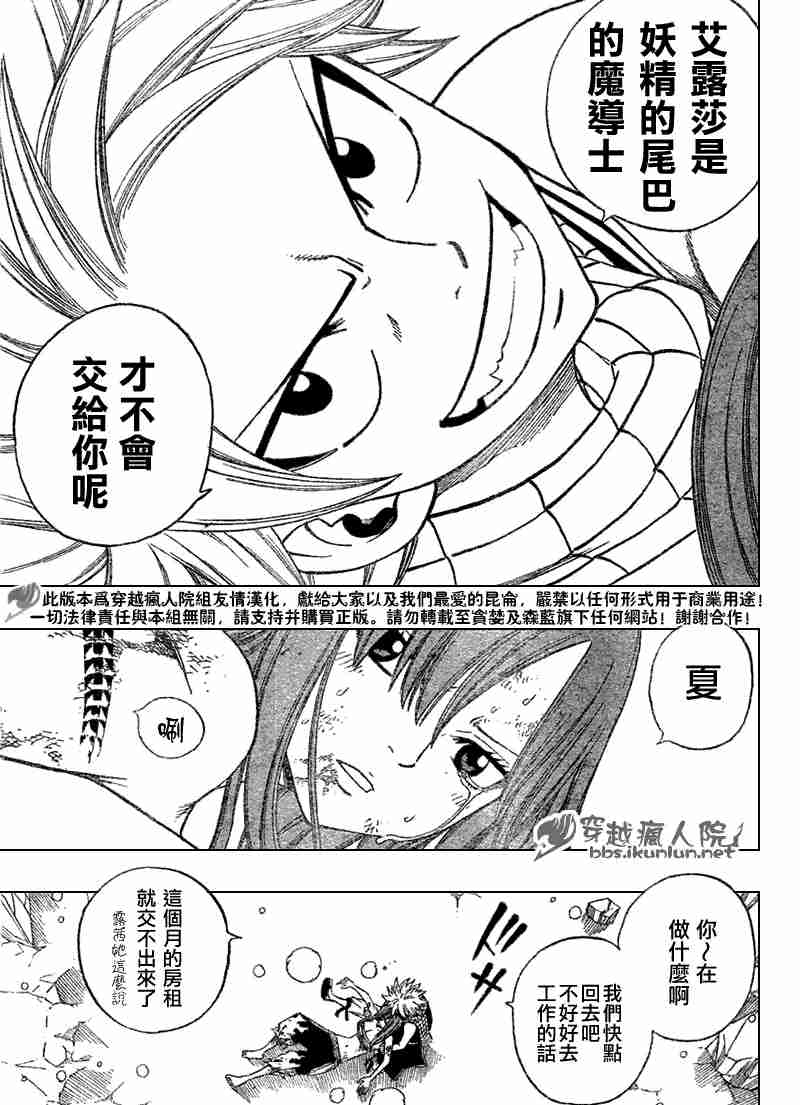 艾露莎是
妖精的尾巴
的魔導士
才不會
交給你呢
此版本爲穿越瘋人院組友情漢化，獻給大家以及我們最愛的昆侖，嚴禁以任何形式用于商業用途！
一切法律責任與本組無關，請支持并購買正版。請勿轉載至貪婪及森藍旗下任何網站！謝謝合作！
夏
唰
穿越瘋人院
bbs.ikunlun.net
你～在
做什麼啊
我們快點
回去吧
不好好去
工作的話
這個月的房租
就交不出來了
露西她這麼說